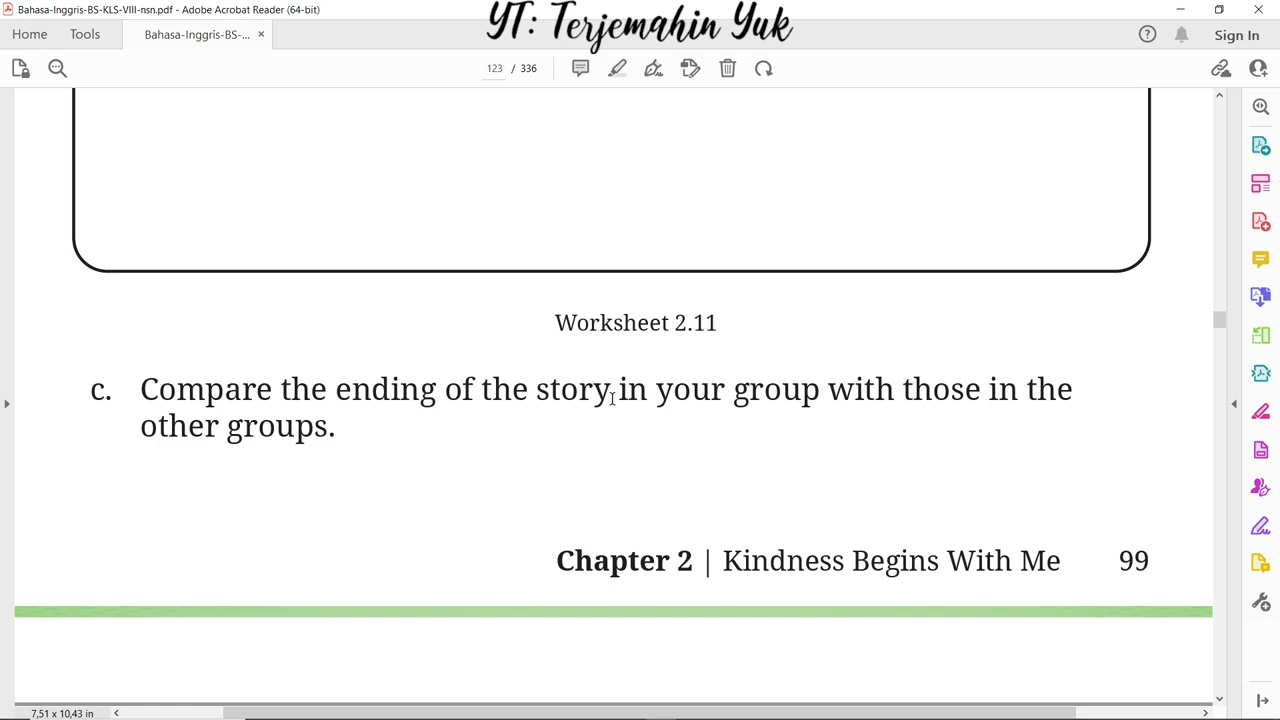 Bahasa-Inggris-BS-KLS-VIII-nsn.pdf - Adobe Acrobat Reader (64-bit)
YT: Terjemahin Yuk
Home Tools Bahasa-Inggris-BS-... × Sign In
123 / 336
Worksheet 2.11
c. Compare the ending of the story in your group with those in the
other groups.
Chapter 2 | Kindness Begins With Me 99
7,51 x 10,43 in